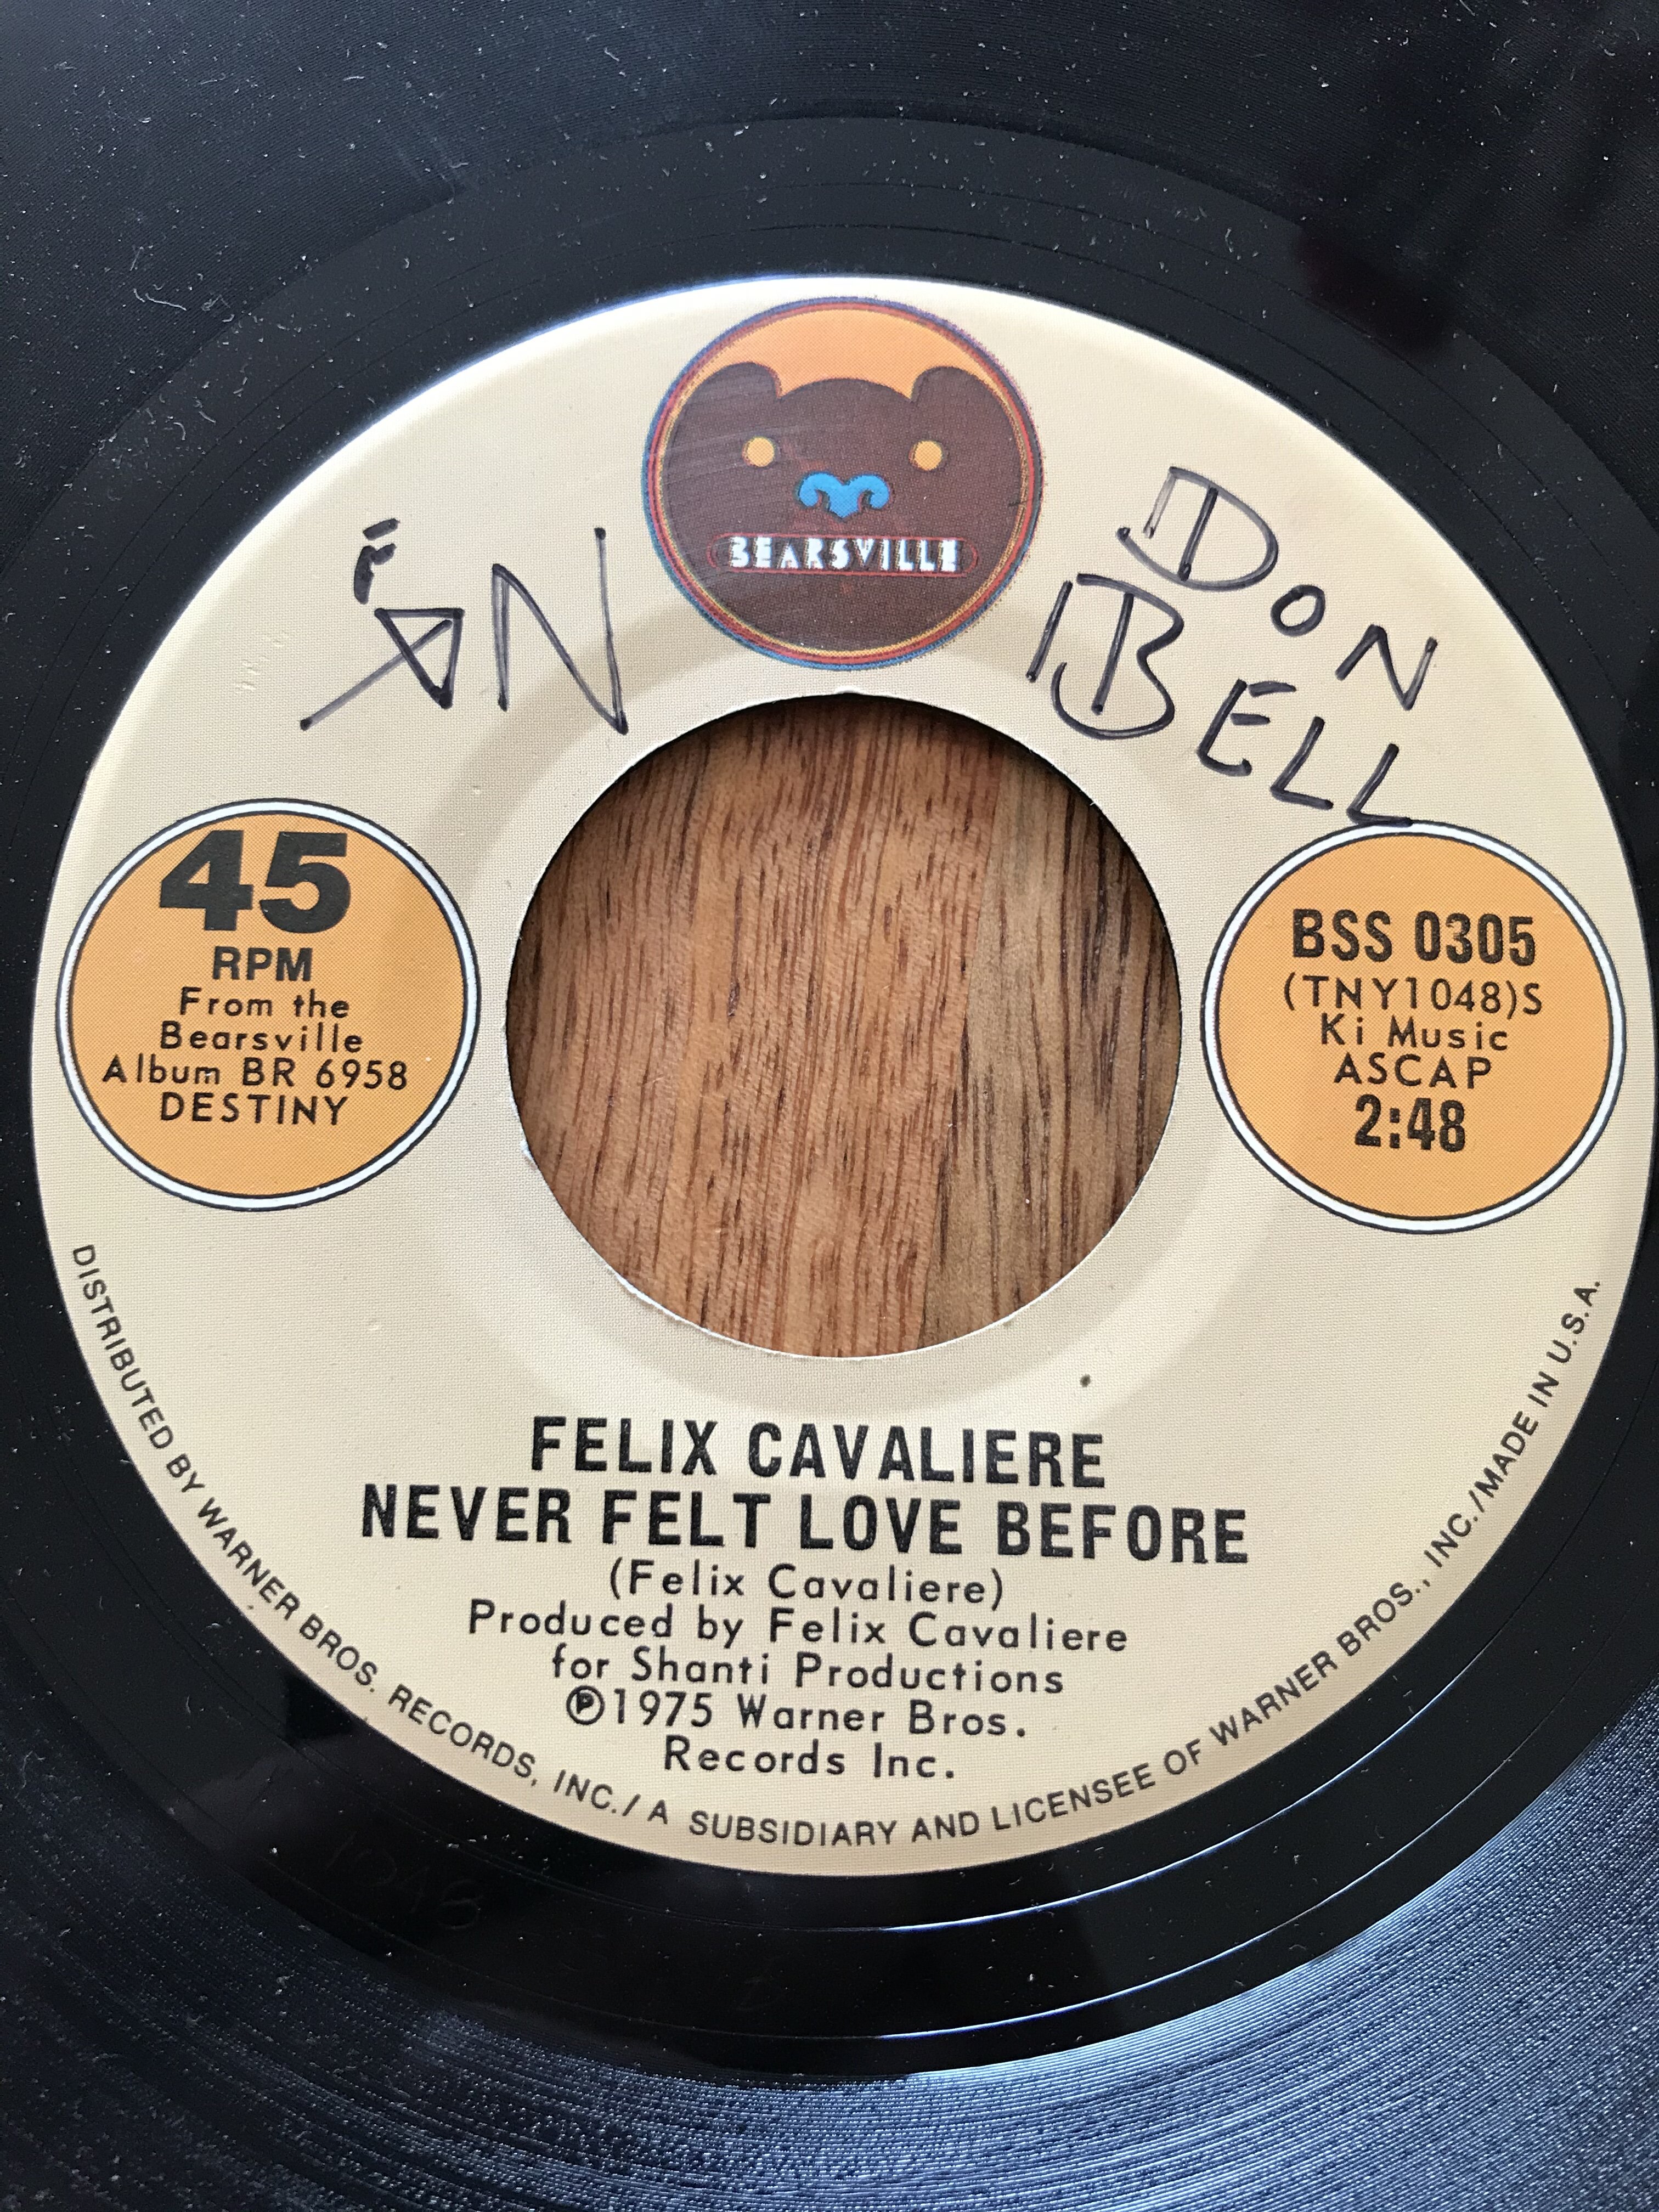 BEARSVILLE
DON
BELL
45
RPM
From the
Bearsville
Album BR 6958
DESTINY
BSS 0305
(TNY1048)S
Ki Music
ASCAP
2:48
FELIX CAVALIERE
NEVER FELT LOVE BEFORE
(Felix Cavaliere)
Produced by Felix Cavaliere
for Shanti Productions
℗1975 Warner Bros.
Records Inc.
DISTRIBUTED BY WARNER BROS. RECORDS, INC./ A SUBSIDIARY AND LICENSEE OF WARNER BROS., INC./MADE IN U.S.A.